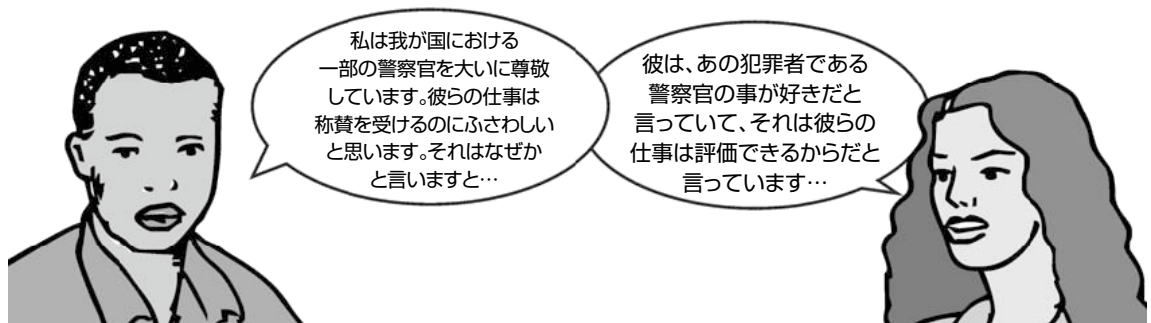 私は我が国における
一部の警察官を大いに尊敬
しています。彼らの仕事は
称賛を受けるのにふさわしい
と思います。それはなぜか
と言いますと…
彼は、あの犯罪者である
警察官の事が好きだと
言っていて、それは彼らの
仕事は評価できるからだと
言っています…